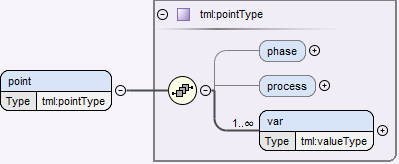 tml:pointType
phase
point
Type tml:pointType
process
1..∞
var
Type tml:valueType